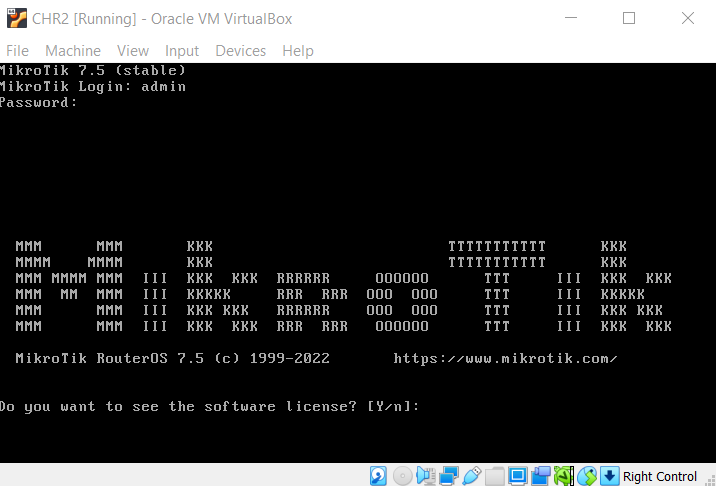 CHR2 [Running] - Oracle VM VirtualBox
File Machine View Input Devices Help
MikroTik 7.5 (stable)
MikroTik Login: admin
Password:
MMM       MMM        KKK                              TTTTTTTTTTT       KKK
MMMM     MMMM        KKK                              TTTTTTTTTTT       KKK
MMM MMMM MMM  III  KKK  KKK  RRRRRR     OOOOOO       TTT      III  KKK  KKK
MMM  MM  MMM  III  KKKKK     RRR  RRR  OOO  OOO      TTT      III  KKKKK
MMM      MMM  III  KKK KKK   RRRRRR    OOO  OOO      TTT      III  KKK KKK
MMM      MMM  III  KKK  KKK  RRR  RRR   OOOOOO       TTT      III  KKK  KKK
MikroTik RouterOS 7.5 (c) 1999-2022 https://www.mikrotik.com/
Do you want to see the software license? [Y/n]:
Right Control